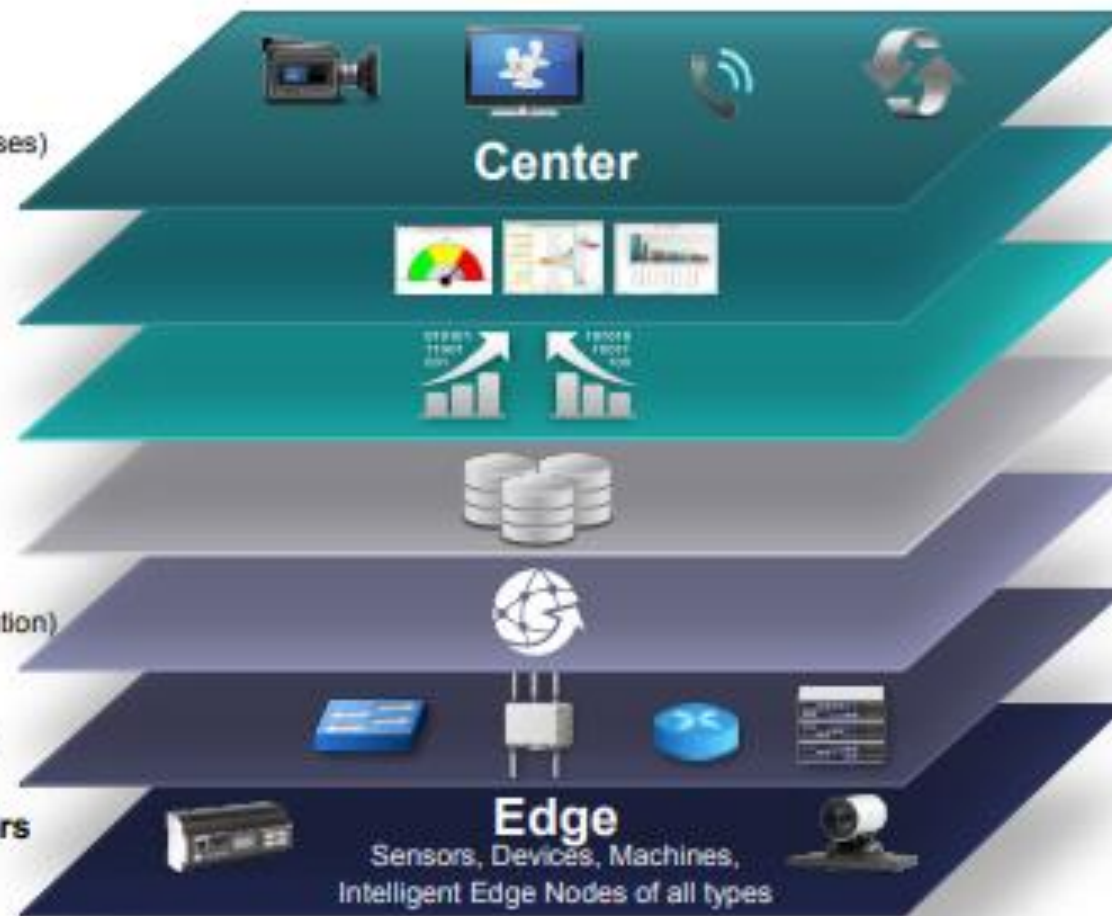 ses)
Center
tion)
rs
Edge
Sensors, Devices, Machines,
Intelligent Edge Nodes of all types